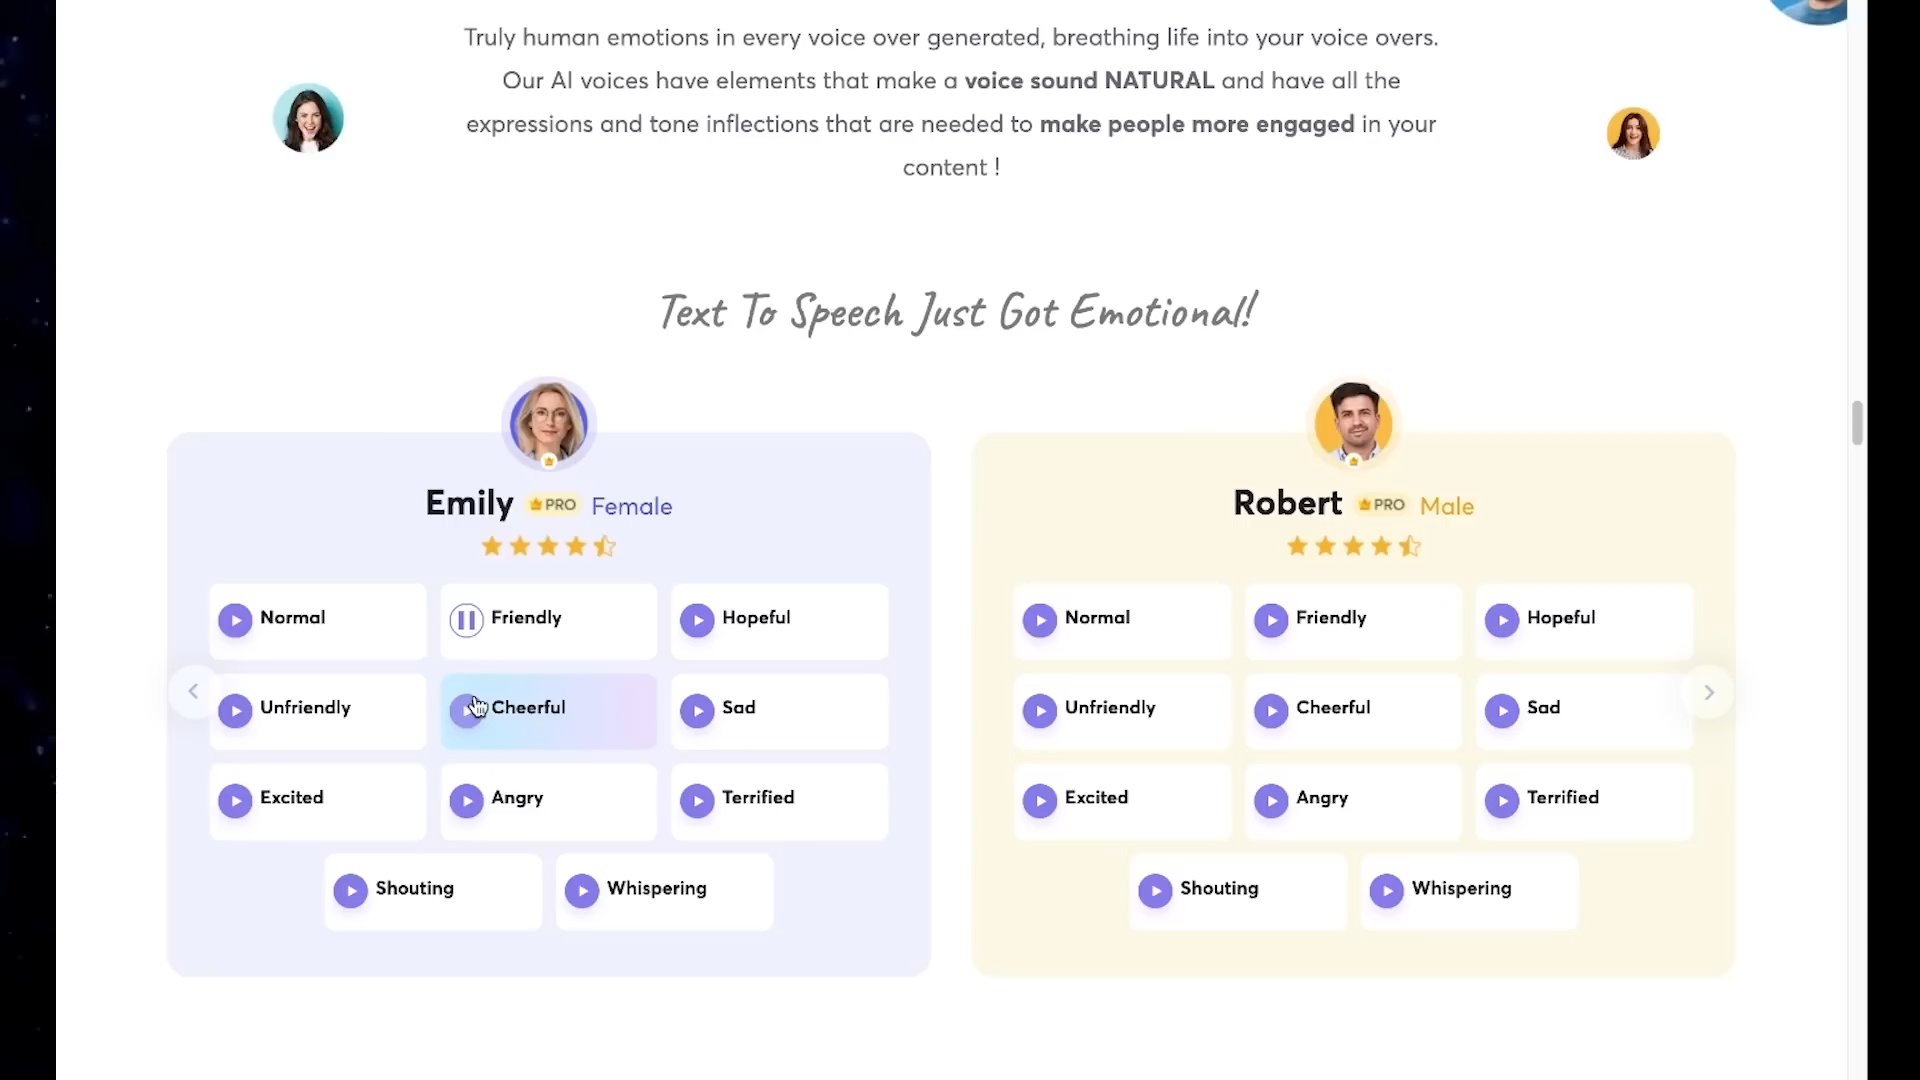 Truly human emotions in every voice over generated, breathing life into your voice overs.
Our AI voices have elements that make a voice sound NATURAL and have all the
expressions and tone inflections that are needed to make people more engaged in your
content !
Text To Speech Just Got Emotional!
Emily PRO Female
Normal Friendly Hopeful
Unfriendly Cheerful Sad
Excited Angry Terrified
Shouting Whispering
Robert PRO Male
Normal Friendly Hopeful
Unfriendly Cheerful Sad
Excited Angry Terrified
Shouting Whispering